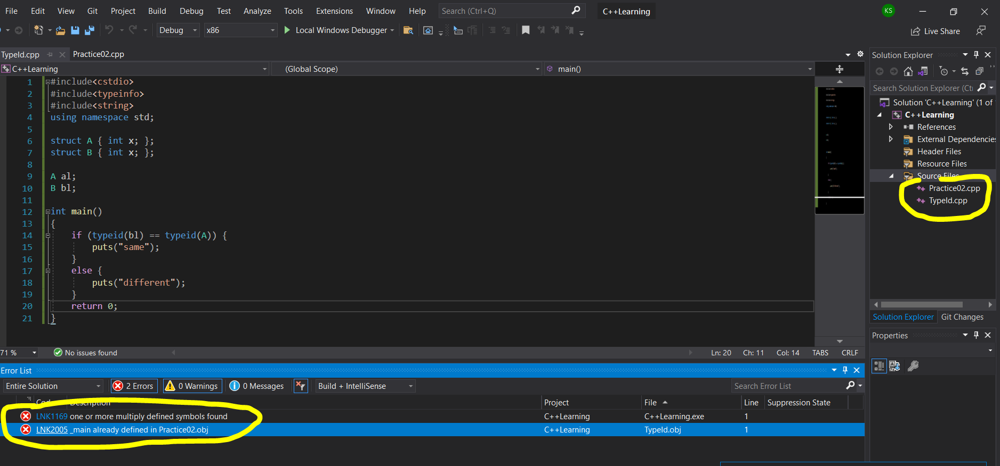 File Edit View Git Project Build Debug Test Analyze Tools Extensions Window Help Search (Ctrl+Q) C++Learning KS
Debug x86 Local Windows Debugger Live Share
TypeId.cpp Practice02.cpp
C++Learning (Global Scope) main()
1 #include<cstdio>
2 #include<typeinfo>
3 #include<string>
4 using namespace std;
5
6 struct A { int x; };
7 struct B { int x; };
8
9 A al;
10 B bl;
11
12 int main()
13 {
14 if (typeid(bl) == typeid(A)) {
15 puts("same");
16 }
17 else {
18 puts("different");
19 }
20 return 0;
21 }
71 % No issues found Ln: 20 Ch: 11 Col: 14 TABS CRLF
Solution Explorer
Search Solution Explorer (Ctr
Solution 'C++Learning' (1 of
C++Learning
References
External Dependencies
Header Files
Resource Files
Source Files
Practice02.cpp
TypeId.cpp
Solution Explorer Git Changes
Properties
Error List
Entire Solution 2 Errors 0 Warnings 0 Messages Build + IntelliSense Search Error List
Code Description Project File Line Suppression State
LNK1169 one or more multiply defined symbols found C++Learning C++Learning.exe 1
LNK2005 _main already defined in Practice02.obj C++Learning TypeId.obj 1